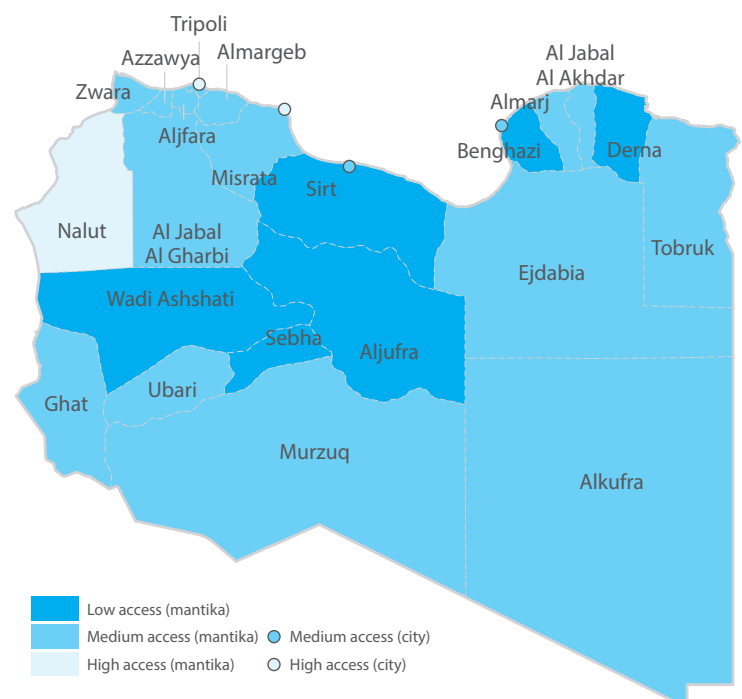 Tripoli
Azzawya
Almargeb
Al Jabal
Al Akhdar
Zwara
Almarj
Aljfara
Benghazi
Derna
Misrata
Sirt
Nalut
Al Jabal
Al Gharbi
Tobruk
Ejdabia
Wadi Ashshati
Sebha
Aljufra
Ubari
Ghat
Murzuq
Alkufra
Low access (mantika)
Medium access (mantika)
Medium access (city)
High access (mantika)
High access (city)